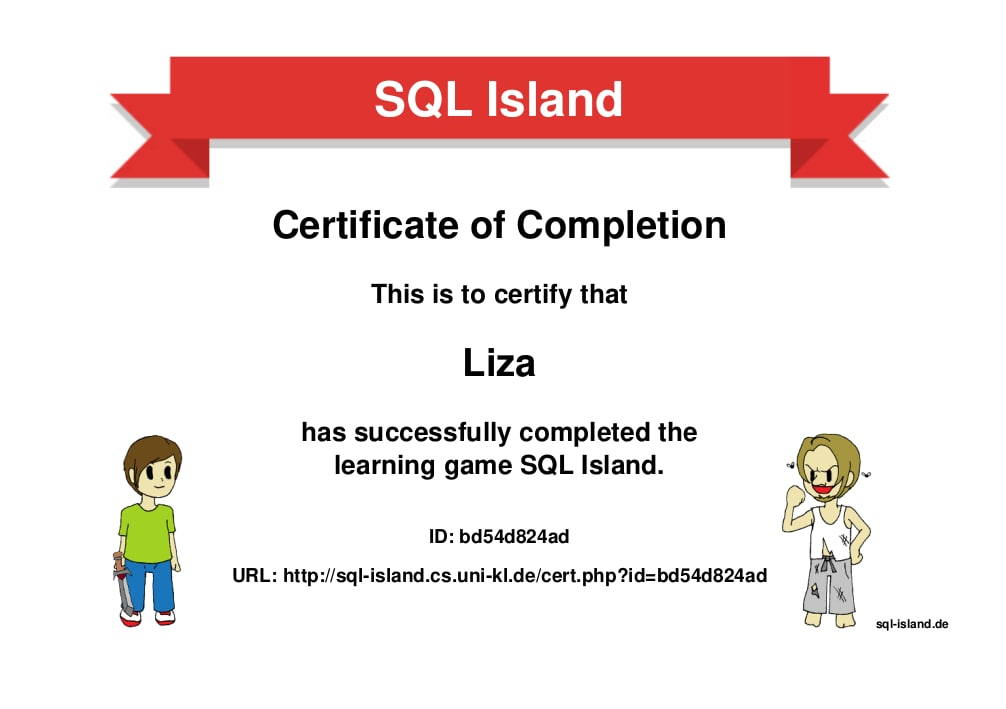 SQL Island
Certificate of Completion
This is to certify that
Liza
has successfully completed the
learning game SQL Island.
ID: bd54d824ad
URL: http://sql-island.cs.uni-kl.de/cert.php?id=bd54d824ad
sql-island.de